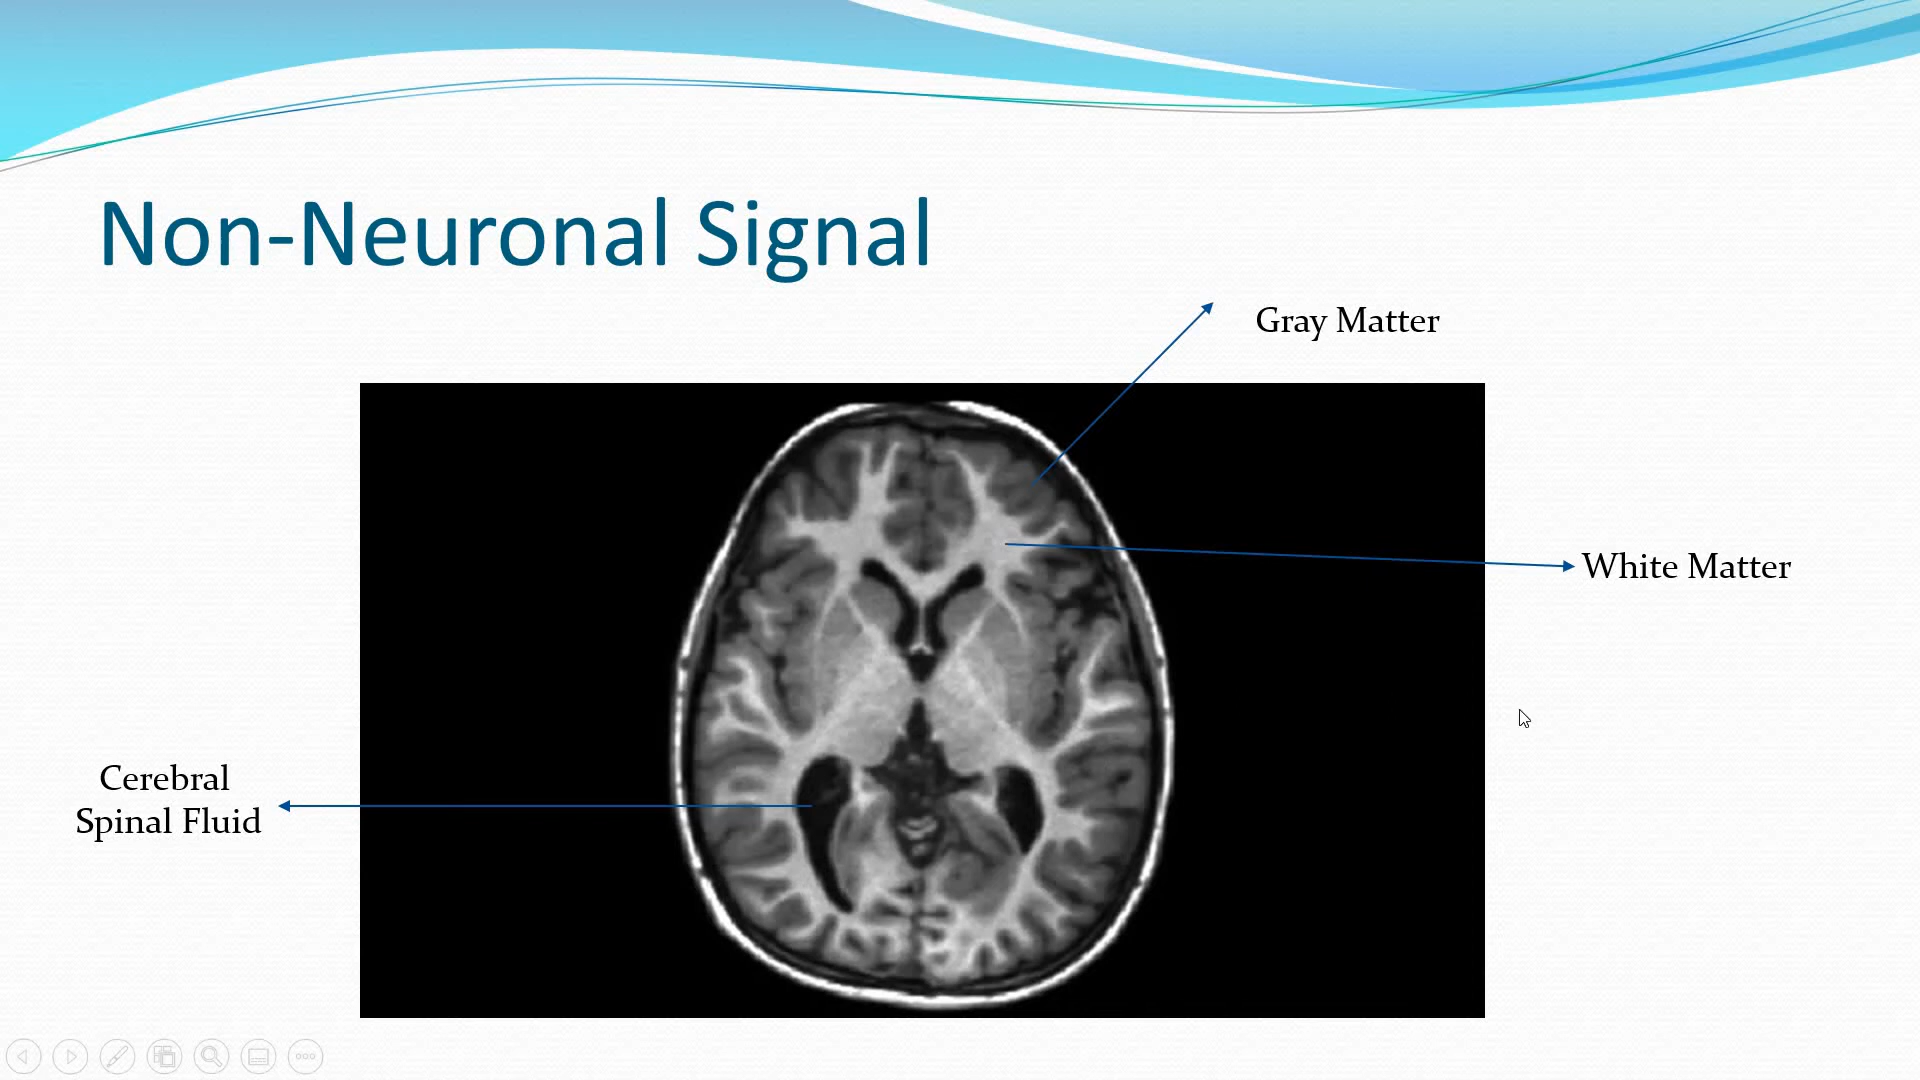 Non-Neuronal Signal
Gray Matter
White Matter
Cerebral
Spinal Fluid